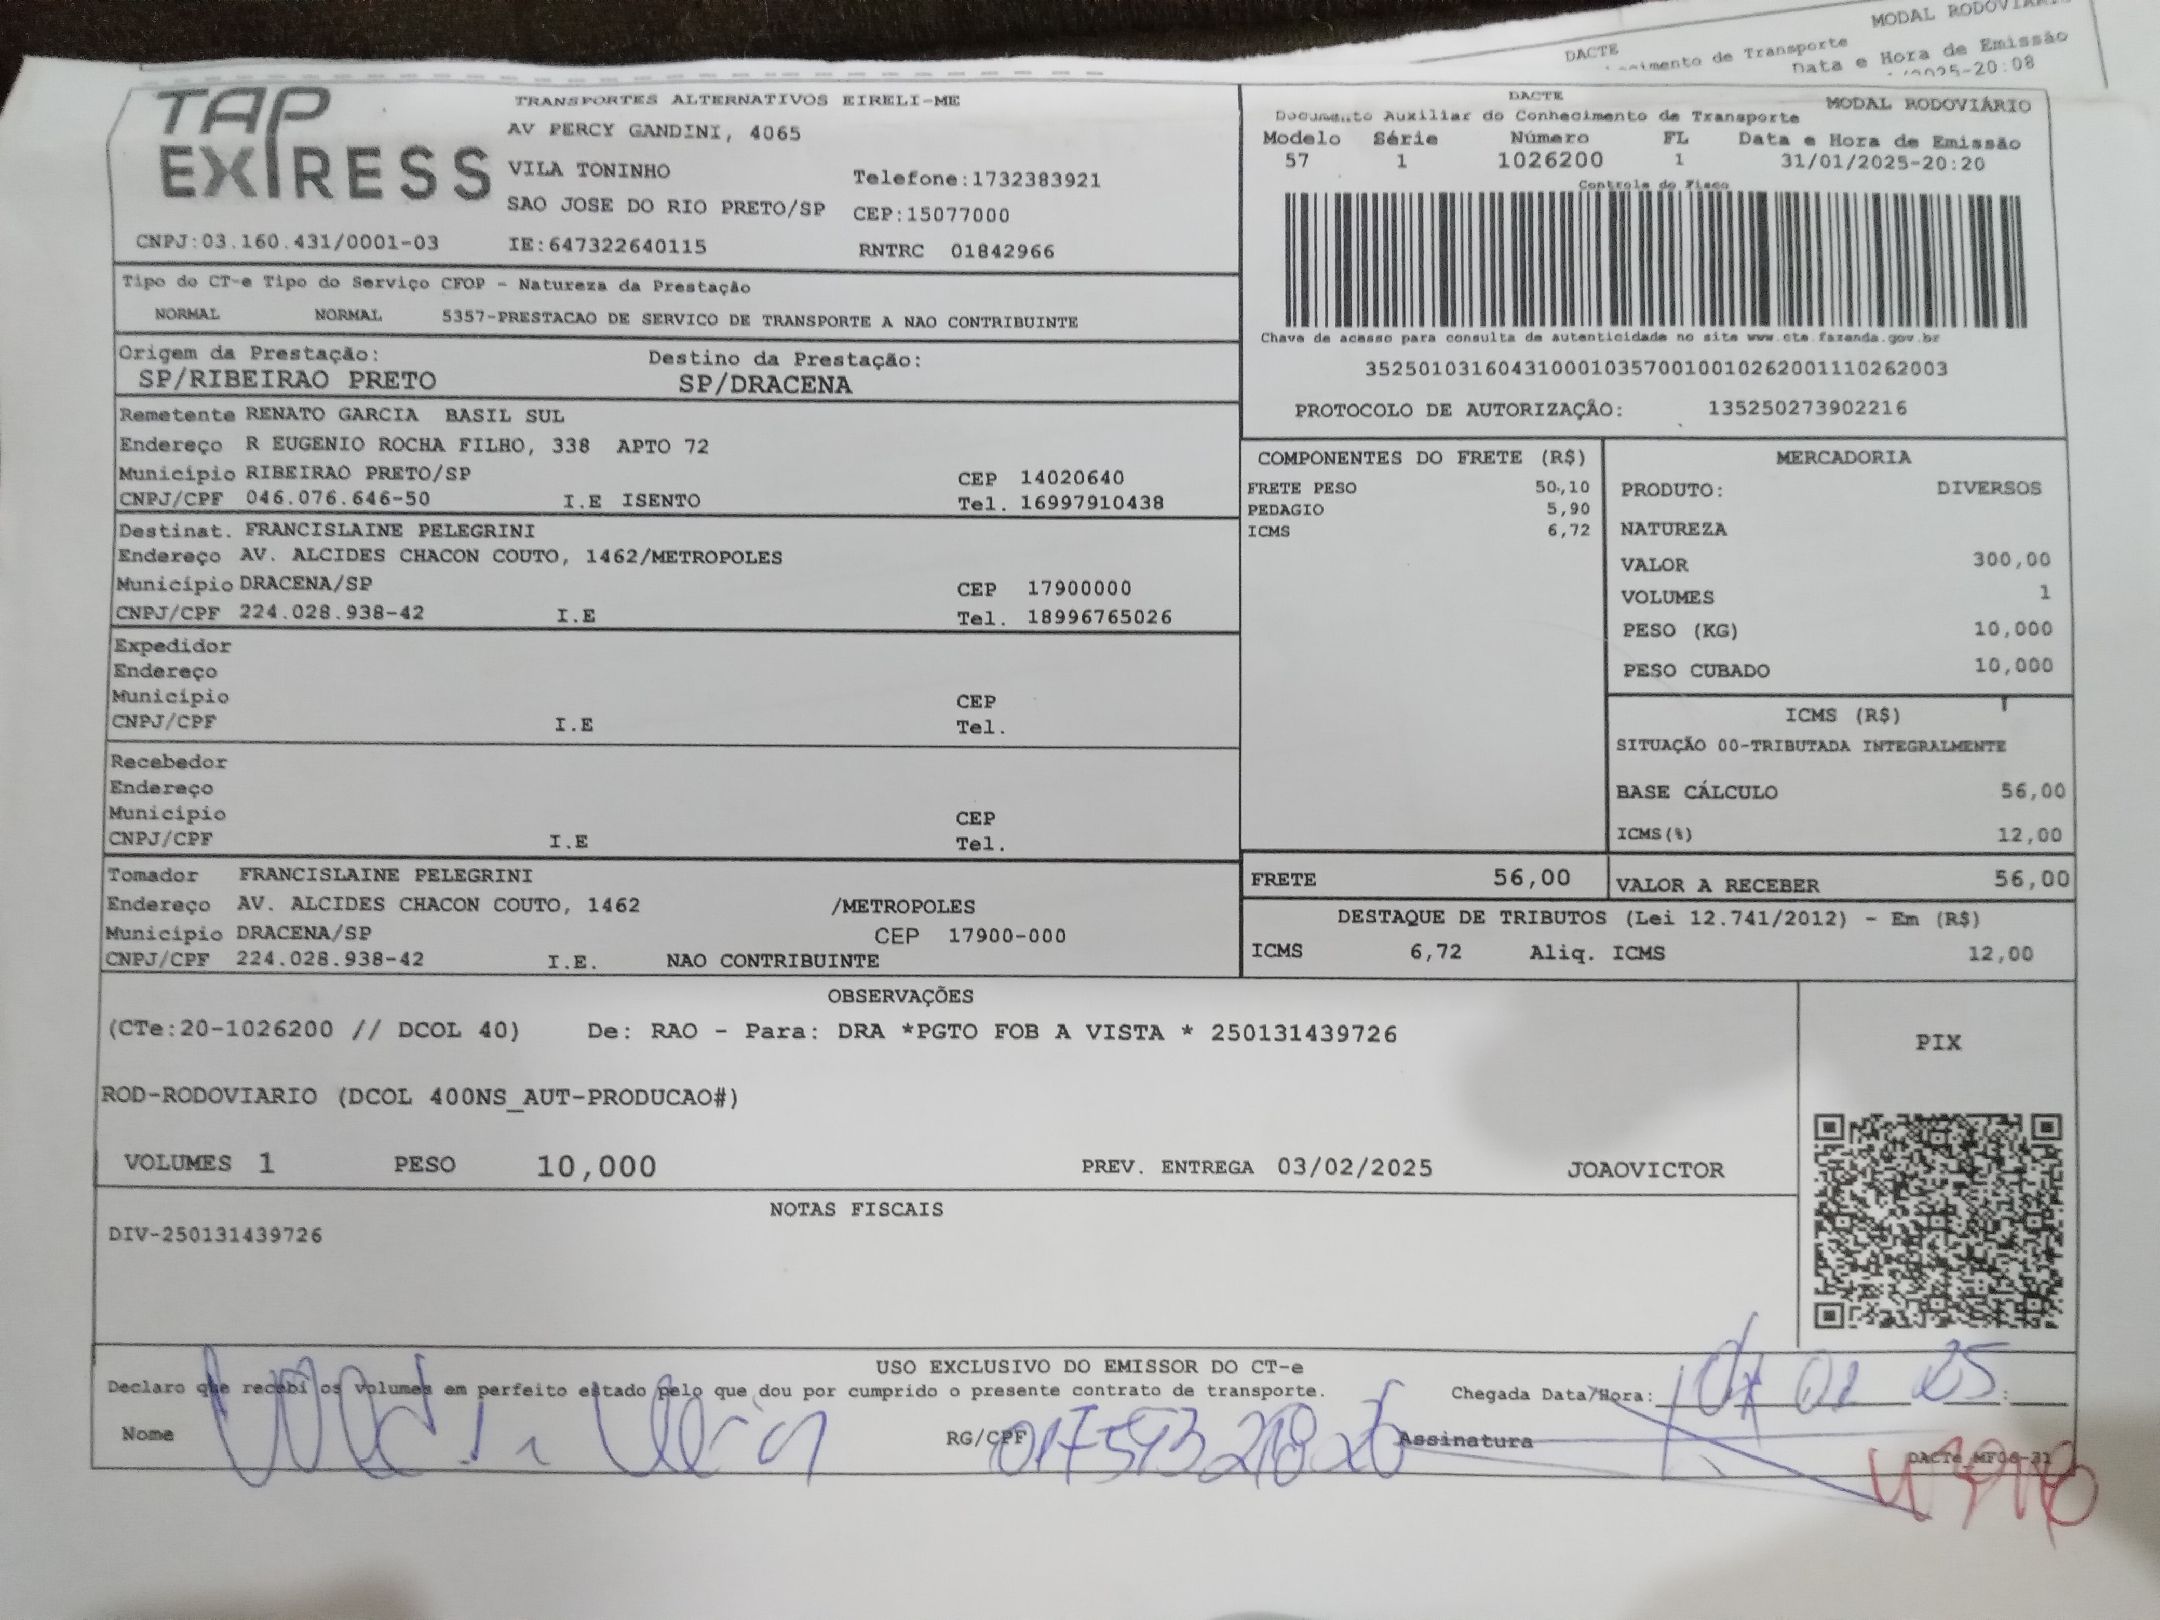 MODAL RODOVIÁRIO
DACTE
cimento de Transporte
Data e Hora de Emissão
/2025-20:08
TAP EXPRESS
TRANSPORTES ALTERNATIVOS EIRELI-ME
AV PERCY GANDINI, 4065
VILA TONINHO
Telefone:1732383921
SAO JOSE DO RIO PRETO/SP CEP:15077000
CNPJ:03.160.431/0001-03 IE:647322640115 RNTRC 01842966
DACTE MODAL RODOVIÁRIO
Documento Auxiliar do Conhecimento de Transporte
Modelo Série Número FL Data e Hora de Emissão
57 1 1026200 1 31/01/2025-20:20
Controle do Fisco
Chave de acesso para consulta de autenticidade no site www.cte.fazenda.gov.br
35250103160431000103570010010262001110262003
PROTOCOLO DE AUTORIZAÇÃO: 135250273902216
Tipo do CT-e Tipo do Serviço CFOP - Natureza da Prestação
NORMAL NORMAL 5357-PRESTACAO DE SERVICO DE TRANSPORTE A NAO CONTRIBUINTE
Origem da Prestação: Destino da Prestação:
SP/RIBEIRAO PRETO SP/DRACENA
Remetente RENATO GARCIA BASIL SUL
Endereço R EUGENIO ROCHA FILHO, 338 APTO 72
Município RIBEIRAO PRETO/SP CEP 14020640
CNPJ/CPF 046.076.646-50 I.E ISENTO Tel. 16997910438
Destinat. FRANCISLAINE PELEGRINI
Endereço AV. ALCIDES CHACON COUTO, 1462/METROPOLES
Município DRACENA/SP CEP 17900000
CNPJ/CPF 224.028.938-42 I.E Tel. 18996765026
Expedidor
Endereço
Município CEP
CNPJ/CPF I.E Tel.
Recebedor
Endereço
Município CEP
CNPJ/CPF I.E Tel.
Tomador FRANCISLAINE PELEGRINI
Endereço AV. ALCIDES CHACON COUTO, 1462 /METROPOLES
Município DRACENA/SP CEP 17900-000
CNPJ/CPF 224.028.938-42 I.E. NAO CONTRIBUINTE
COMPONENTES DO FRETE (R$)
FRETE PESO 50,10
PEDAGIO 5,90
ICMS 6,72
MERCADORIA
PRODUTO: DIVERSOS
NATUREZA
VALOR 300,00
VOLUMES 1
PESO (KG) 10,000
PESO CUBADO 10,000
ICMS (R$)
SITUAÇÃO 00-TRIBUTADA INTEGRALMENTE
BASE CÁLCULO 56,00
ICMS(%) 12,00
FRETE 56,00 VALOR A RECEBER 56,00
DESTAQUE DE TRIBUTOS (Lei 12.741/2012) - Em (R$)
ICMS 6,72 Aliq. ICMS 12,00
OBSERVAÇÕES
(CTe:20-1026200 // DCOL 40) De: RAO - Para: DRA *PGTO FOB A VISTA * 250131439726
ROD-RODOVIARIO (DCOL 400NS_AUT-PRODUCAO#)
VOLUMES 1 PESO 10,000 PREV. ENTREGA 03/02/2025 JOAOVICTOR
PIX
NOTAS FISCAIS
DIV-250131439726
USO EXCLUSIVO DO EMISSOR DO CT-e
Declaro que recebi os volumes em perfeito estado pelo que dou por cumprido o presente contrato de transporte. Chegada Data/Hora:
Nome RG/CPF Assinatura
DACTe MF06-31